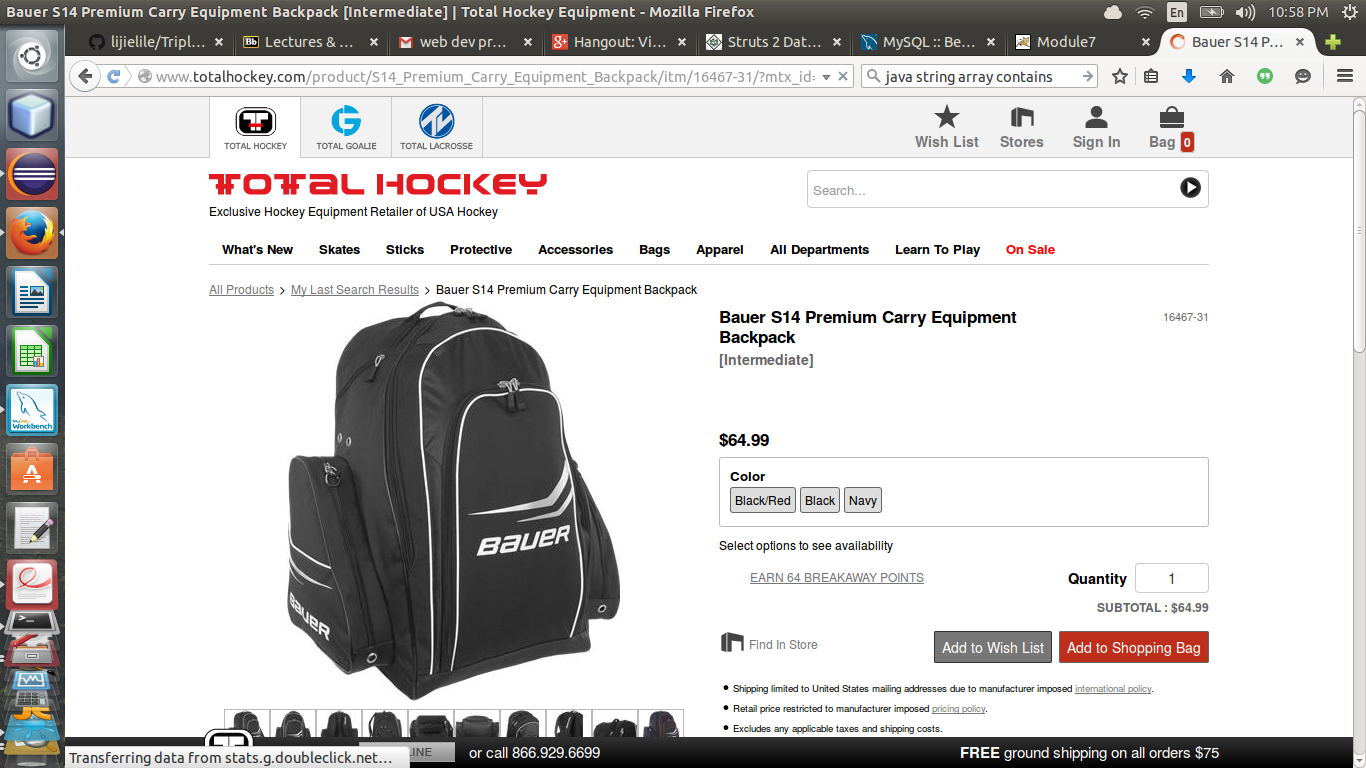 Bauer S14 Premium Carry Equipment Backpack [Intermediate] | Total Hockey Equipment - Mozilla Firefox
En
10:58 PM
lijielile/Tripl...
Bb
Lectures & ...
web dev pr...
Hangout: Vi...
Struts 2 Dat...
MySQL :: Be...
Module7
Bauer S14 P...
www.totalhockey.com/product/S14_Premium_Carry_Equipment_Backpack/itm/16467-31/?mtx_id=
java string array contains
TOTAL HOCKEY
TOTAL GOALIE
TOTAL LACROSSE
Wish List
Stores
Sign In
Bag 0
TOTAL HOCKEY
Search...
Exclusive Hockey Equipment Retailer of USA Hockey
What's New
Skates
Sticks
Protective
Accessories
Bags
Apparel
All Departments
Learn To Play
On Sale
All Products > My Last Search Results > Bauer S14 Premium Carry Equipment Backpack
Bauer S14 Premium Carry Equipment
Backpack
16467-31
[Intermediate]
$64.99
Color
Black/Red
Black
Navy
BAUER
BAUER
Select options to see availability
EARN 64 BREAKAWAY POINTS
Quantity 1
SUBTOTAL : $64.99
Find In Store
Add to Wish List
Add to Shopping Bag
• Shipping limited to United States mailing addresses due to manufacturer imposed international policy.
• Retail price restricted to manufacturer imposed pricing policy.
• Excludes any applicable taxes and shipping costs.
LINE
or call 866.929.6699
FREE ground shipping on all orders $75
Transferring data from stats.g.doubleclick.net...
MySQL
Workbench